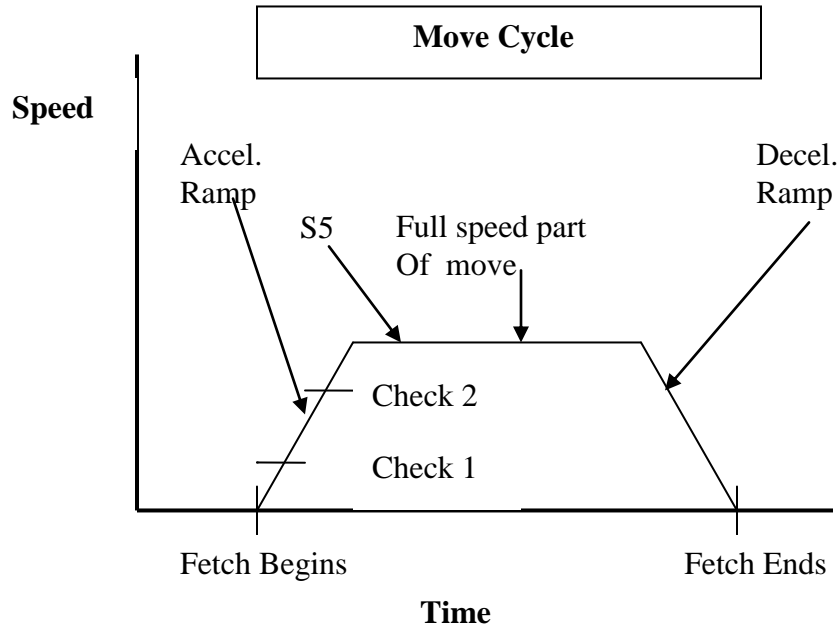 Move Cycle
Speed
Accel.
Ramp
Decel.
Ramp
S5
Full speed part
Of  move
Check 2
Check 1
Fetch Begins
Fetch Ends
Time